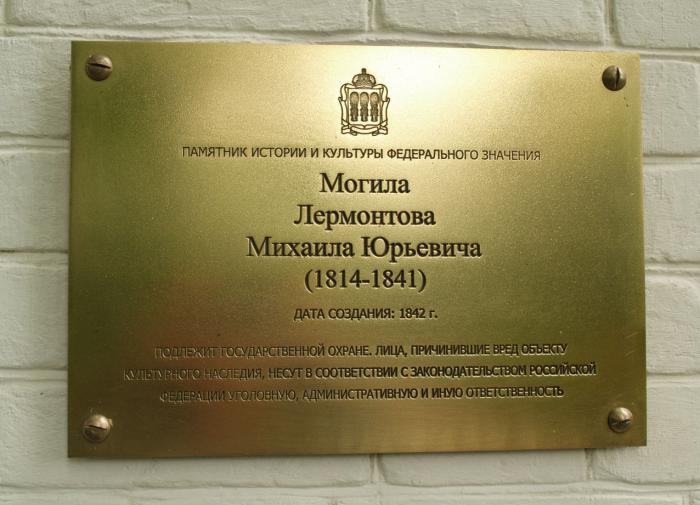 ПАМЯТНИК ИСТОРИИ И КУЛЬТУРЫ ФЕДЕРАЛЬНОГО ЗНАЧЕНИЯ
Могила
Лермонтова
Михаила Юрьевича
(1814-1841)
ДАТА СОЗДАНИЯ: 1842 г.
ПОДЛЕЖИТ ГОСУДАРСТВЕННОЙ ОХРАНЕ. ЛИЦА, ПРИЧИНИВШИЕ ВРЕД ОБЪЕКТУ
КУЛЬТУРНОГО НАСЛЕДИЯ, НЕСУТ В СООТВЕТСТВИИ С ЗАКОНОДАТЕЛЬСТВОМ РОССИЙСКОЙ
ФЕДЕРАЦИИ УГОЛОВНУЮ, АДМИНИСТРАТИВНУЮ И ИНУЮ ОТВЕТСТВЕННОСТЬ